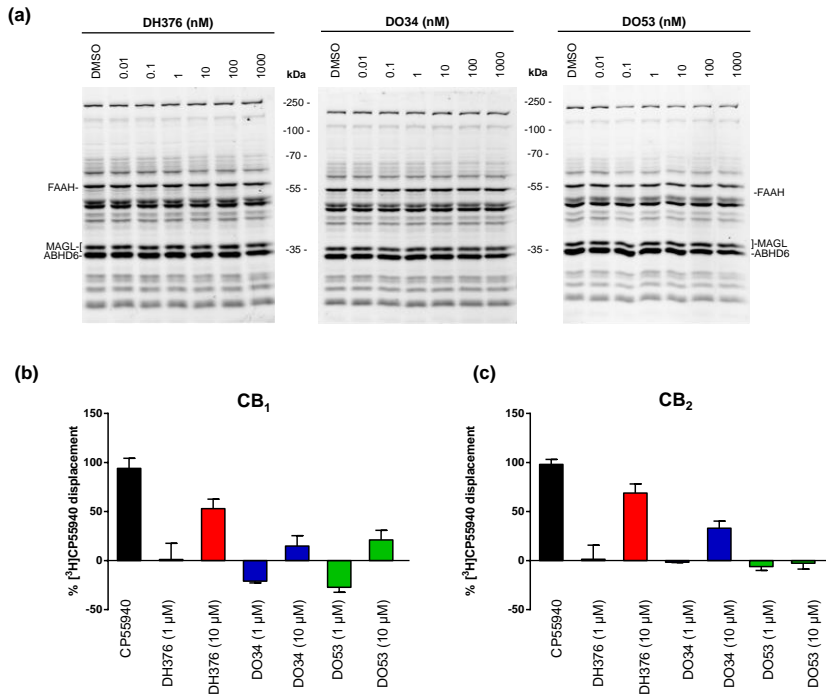 (a)
DH376 (nM)
DO34 (nM)
DO53 (nM)
DMSO 0.01 0.1 1 10 100 1000
kDa
DMSO 0.01 0.1 1 10 100 1000
DMSO 0.01 0.1 1 10 100 1000
-250 -
-100 -
-70 -
-55 -
-35 -
-250 -
-100 -
-70 -
-55 -
-35 -
FAAH-
MAGL-[
ABHD6-
-FAAH
]-MAGL
-ABHD6
(b)
CB₁
% [³H]CP55940 displacement
150
100
50
0
-50
CP55940
DH376 (1 µM)
DH376 (10 µM)
DO34 (1 µM)
DO34 (10 µM)
DO53 (1 µM)
DO53 (10 µM)
(c)
CB₂
% [³H]CP55940 displacement
150
100
50
0
-50
CP55940
DH376 (1 µM)
DH376 (10 µM)
DO34 (1 µM)
DO34 (10 µM)
DO53 (1 µM)
DO53 (10 µM)